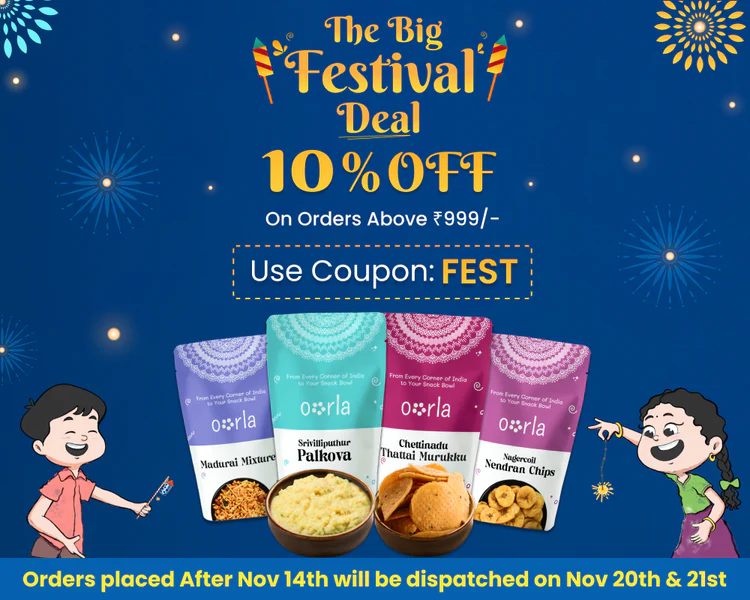 The Big
Festival
Deal
10% OFF
On Orders Above ₹999/-
Use Coupon: FEST
From Every Corner of India
to Your Snack Bowl
oorla
Madurai Mixture
From Every Corner of India
to Your Snack Bowl
oorla
Srivilliputhur
Palkova
From Every Corner of India
to Your Snack Bowl
oorla
Chettinadu
Thattai Murukku
From Every Corner of India
to Your Snack Bowl
oorla
Nagercoil
Nendran Chips
Orders placed After Nov 14th will be dispatched on Nov 20th & 21st